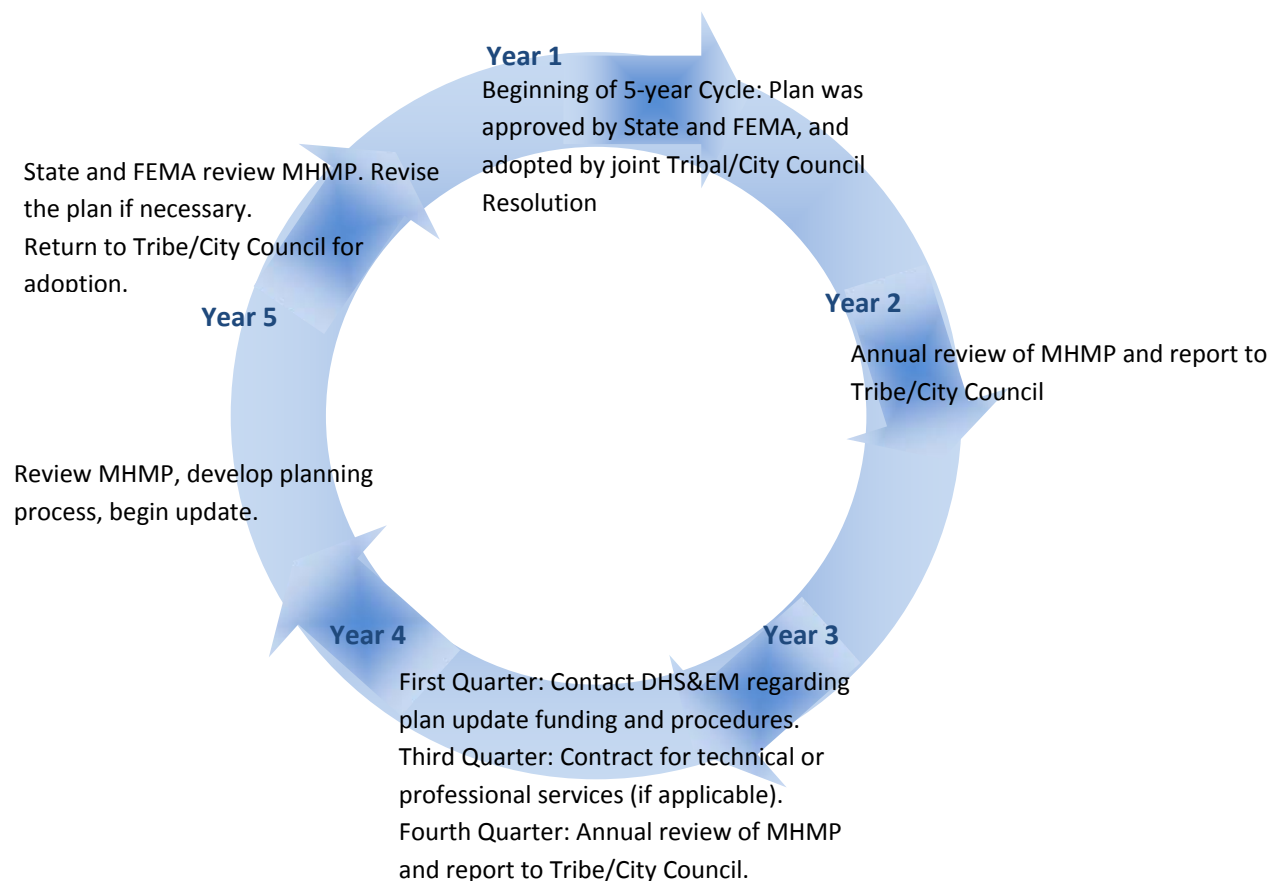 Year 1
Beginning of 5-year Cycle: Plan was
approved by State and FEMA, and
adopted by joint Tribal/City Council
Resolution
Year 2
Annual review of MHMP and report to
Tribe/City Council
Year 3
First Quarter: Contact DHS&EM regarding
plan update funding and procedures.
Third Quarter: Contract for technical or
professional services (if applicable).
Fourth Quarter: Annual review of MHMP
and report to Tribe/City Council.
Year 4
Review MHMP, develop planning
process, begin update.
Year 5
State and FEMA review MHMP. Revise
the plan if necessary.
Return to Tribe/City Council for
adoption.